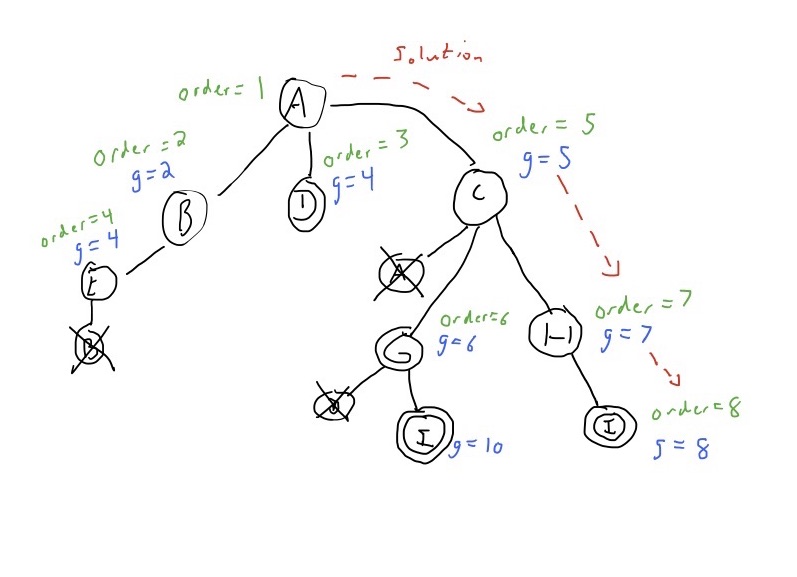 Solution
order= 1
A
order = 2
g=2
order = 3
g=4
order = 5
g=5
B
D
C
order=4
g=4
E
A
B
order=6
g=6
G
order =7
g=7
H
I
g=10
I
order=8
g=8